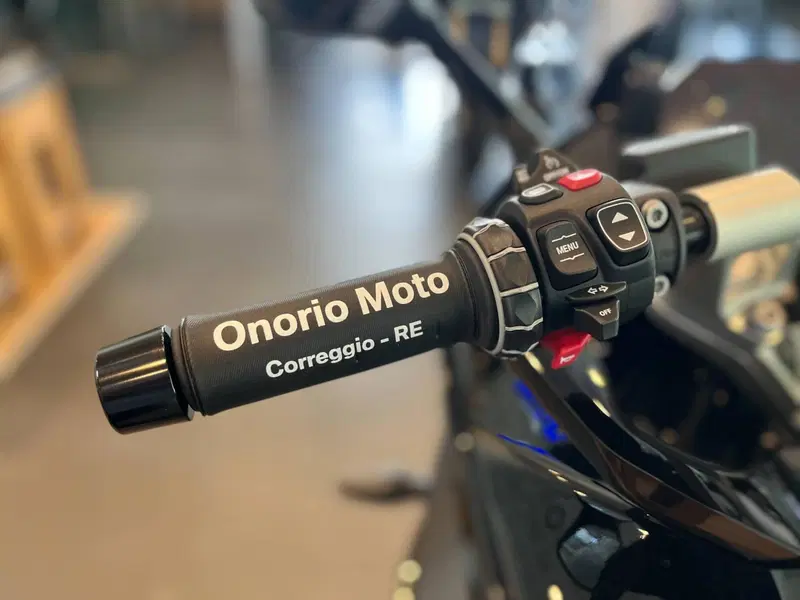 Onorio Moto
Correggio - RE
MENU
OFF